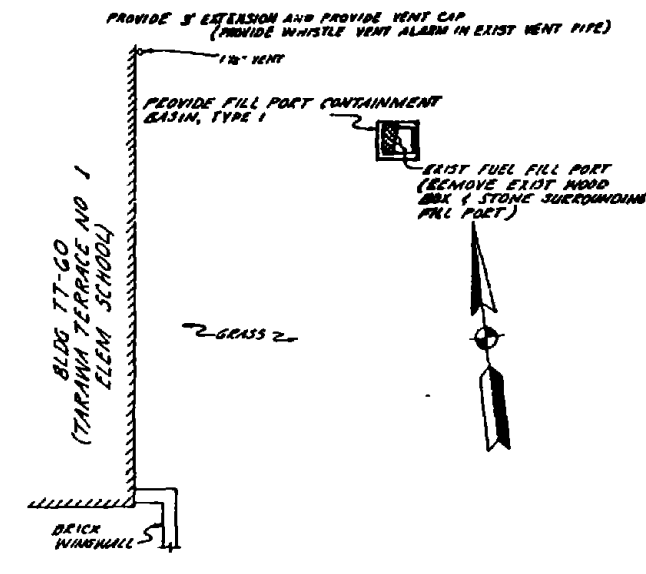 PROVIDE 3' EXTENSION AND PROVIDE VENT CAP
(PROVIDE WHISTLE VENT ALARM IN EXIST VENT PIPE)
1½" VENT
PROVIDE FILL PORT CONTAINMENT
BASIN, TYPE 1
EXIST FUEL FILL PORT
(REMOVE EXIST WOOD
BOX & STONE SURROUNDING
FILL PORT)
BLDG TT-60
(TARAWA TERRACE NO 1
ELEM SCHOOL)
GRASS
BRICK
WINGWALL